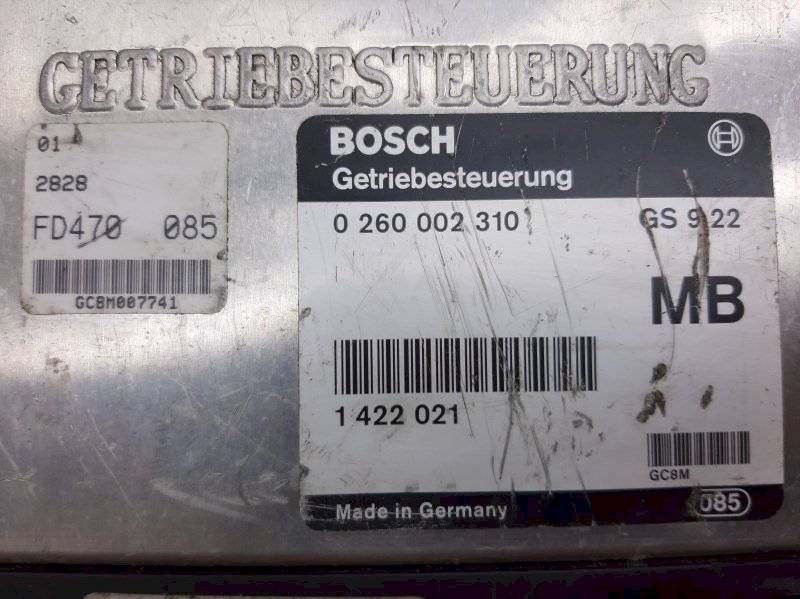 GETRIEBESTEUERUNG
01
2828
FD470 085
GC8M007741
BOSCH
Getriebesteuerung
0 260 002 310 GS 9.22
MB
1 422 021
GC8M
Made in Germany 085